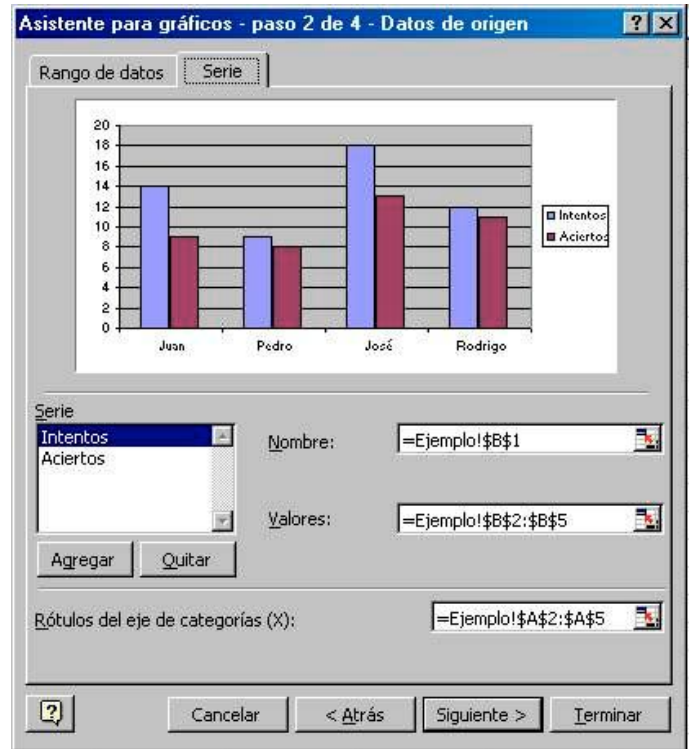 Asistente para gráficos - paso 2 de 4 - Datos de origen
Rango de datos Serie
20
18
16
14
12
10
8
6
4
2
0
Intentos
Aciertos
Juan Pedro José Rodrigo
Serie
Intentos
Aciertos
Nombre: =Ejemplo!$B$1
Valores: =Ejemplo!$B$2:$B$5
Agregar Quitar
Rótulos del eje de categorías (X): =Ejemplo!$A$2:$A$5
Cancelar < Atrás Siguiente > Terminar